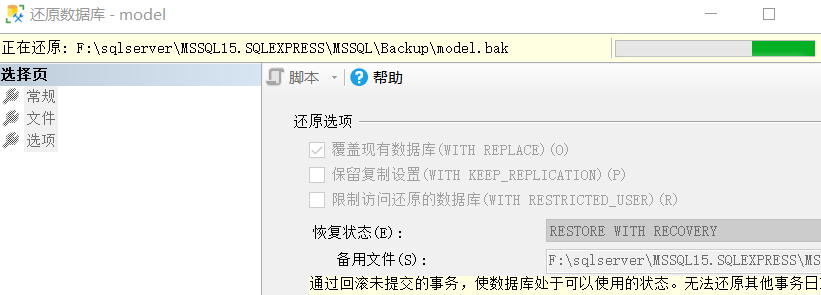 还原数据库 - model
正在还原: F:\sqlserver\MSSQL15.SQLEXPRESS\MSSQL\Backup\model.bak
选择页
常规
文件
选项
脚本
帮助
还原选项
覆盖现有数据库(WITH REPLACE)(O)
保留复制设置(WITH KEEP_REPLICATION)(P)
限制访问还原的数据库(WITH RESTRICTED_USER)(R)
恢复状态(E):
RESTORE WITH RECOVERY
备用文件(S):
F:\sqlserver\MSSQL15.SQLEXPRESS\MS
通过回滚未提交的事务，使数据库处于可以使用的状态。无法还原其他事务日